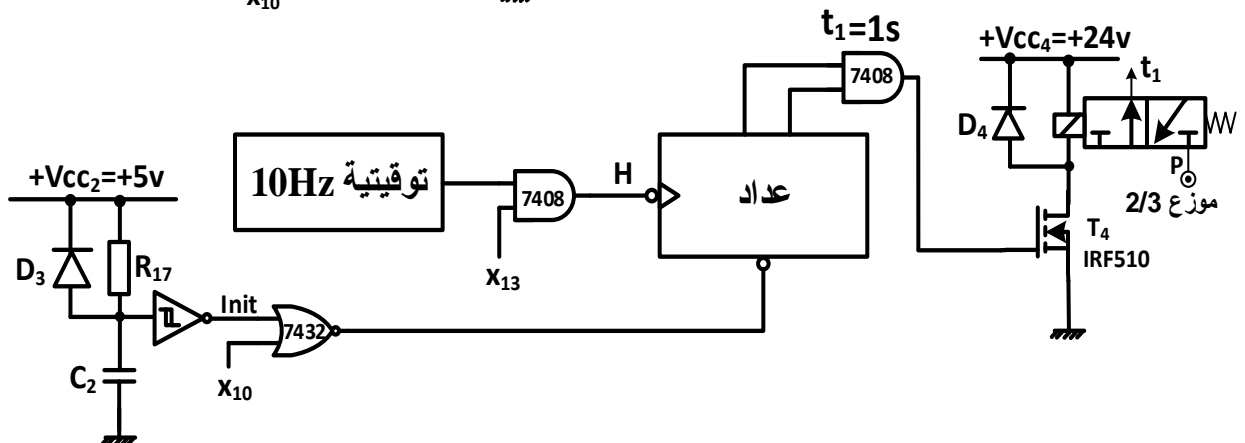 x10
t1=1s
+Vcc4=+24v
7408
t1
D4
P
موزع 2/3
T4
IRF510
توقيتية 10Hz
7408
H
عداد
x13
+Vcc2=+5v
D3
R17
Init
7432
C2
x10